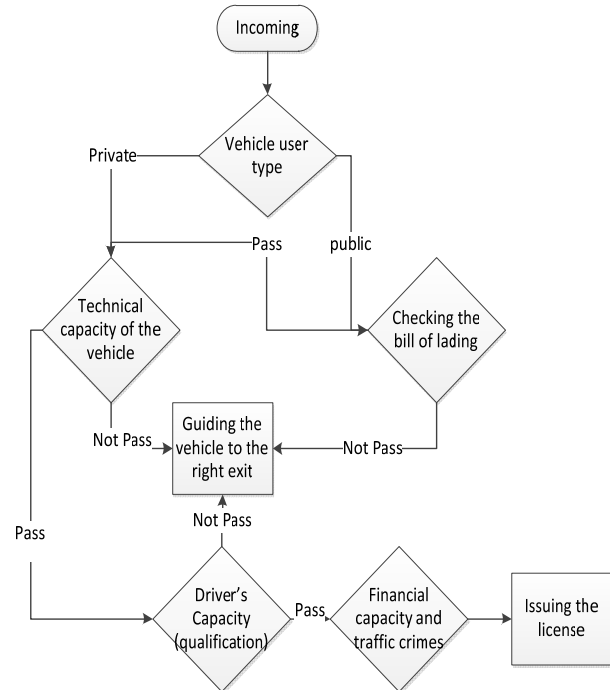 Incoming
Vehicle user
type
Private
Pass
public
Technical
capacity of the
vehicle
Checking the
bill of lading
Guiding the
vehicle to the
right exit
Not Pass
Not Pass
Not Pass
Pass
Driver's
Capacity
(qualification)
Pass
Financial
capacity and
traffic crimes
Issuing the
license